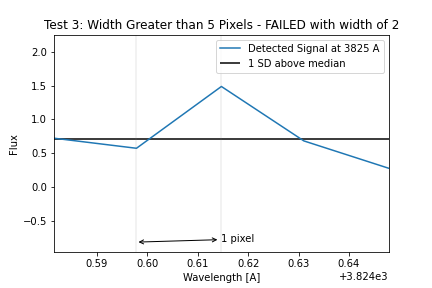 Test 3: Width Greater than 5 Pixels - FAILED with width of 2
Detected Signal at 3825 A
1 SD above median
2.0
1.5
1.0
0.5
0.0
−0.5
Flux
1 pixel
0.59 0.60 0.61 0.62 0.63 0.64
Wavelength [A]
+3.824e3